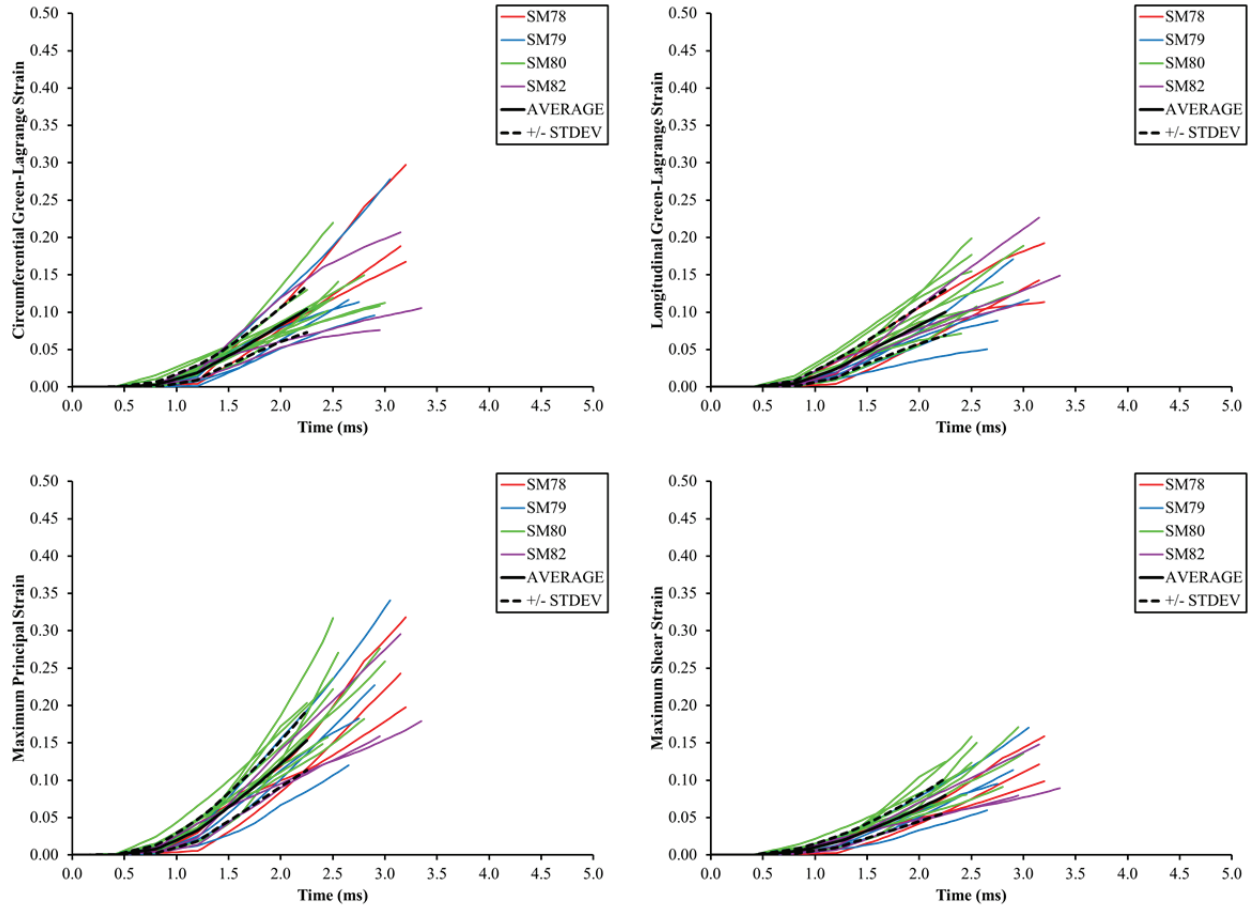 Circumferential Green-Lagrange Strain
0.50
0.45
0.40
0.35
0.30
0.25
0.20
0.15
0.10
0.05
0.00
SM78
SM79
SM80
SM82
AVERAGE
+/- STDEV
0.0 0.5 1.0 1.5 2.0 2.5 3.0 3.5 4.0 4.5 5.0
Time (ms)
Longitudinal Green-Lagrange Strain
0.50
0.45
0.40
0.35
0.30
0.25
0.20
0.15
0.10
0.05
0.00
SM78
SM79
SM80
SM82
AVERAGE
+/- STDEV
0.0 0.5 1.0 1.5 2.0 2.5 3.0 3.5 4.0 4.5 5.0
Time (ms)
Maximum Principal Strain
0.50
0.45
0.40
0.35
0.30
0.25
0.20
0.15
0.10
0.05
0.00
SM78
SM79
SM80
SM82
AVERAGE
+/- STDEV
0.0 0.5 1.0 1.5 2.0 2.5 3.0 3.5 4.0 4.5 5.0
Time (ms)
Maximum Shear Strain
0.50
0.45
0.40
0.35
0.30
0.25
0.20
0.15
0.10
0.05
0.00
SM78
SM79
SM80
SM82
AVERAGE
+/- STDEV
0.0 0.5 1.0 1.5 2.0 2.5 3.0 3.5 4.0 4.5 5.0
Time (ms)